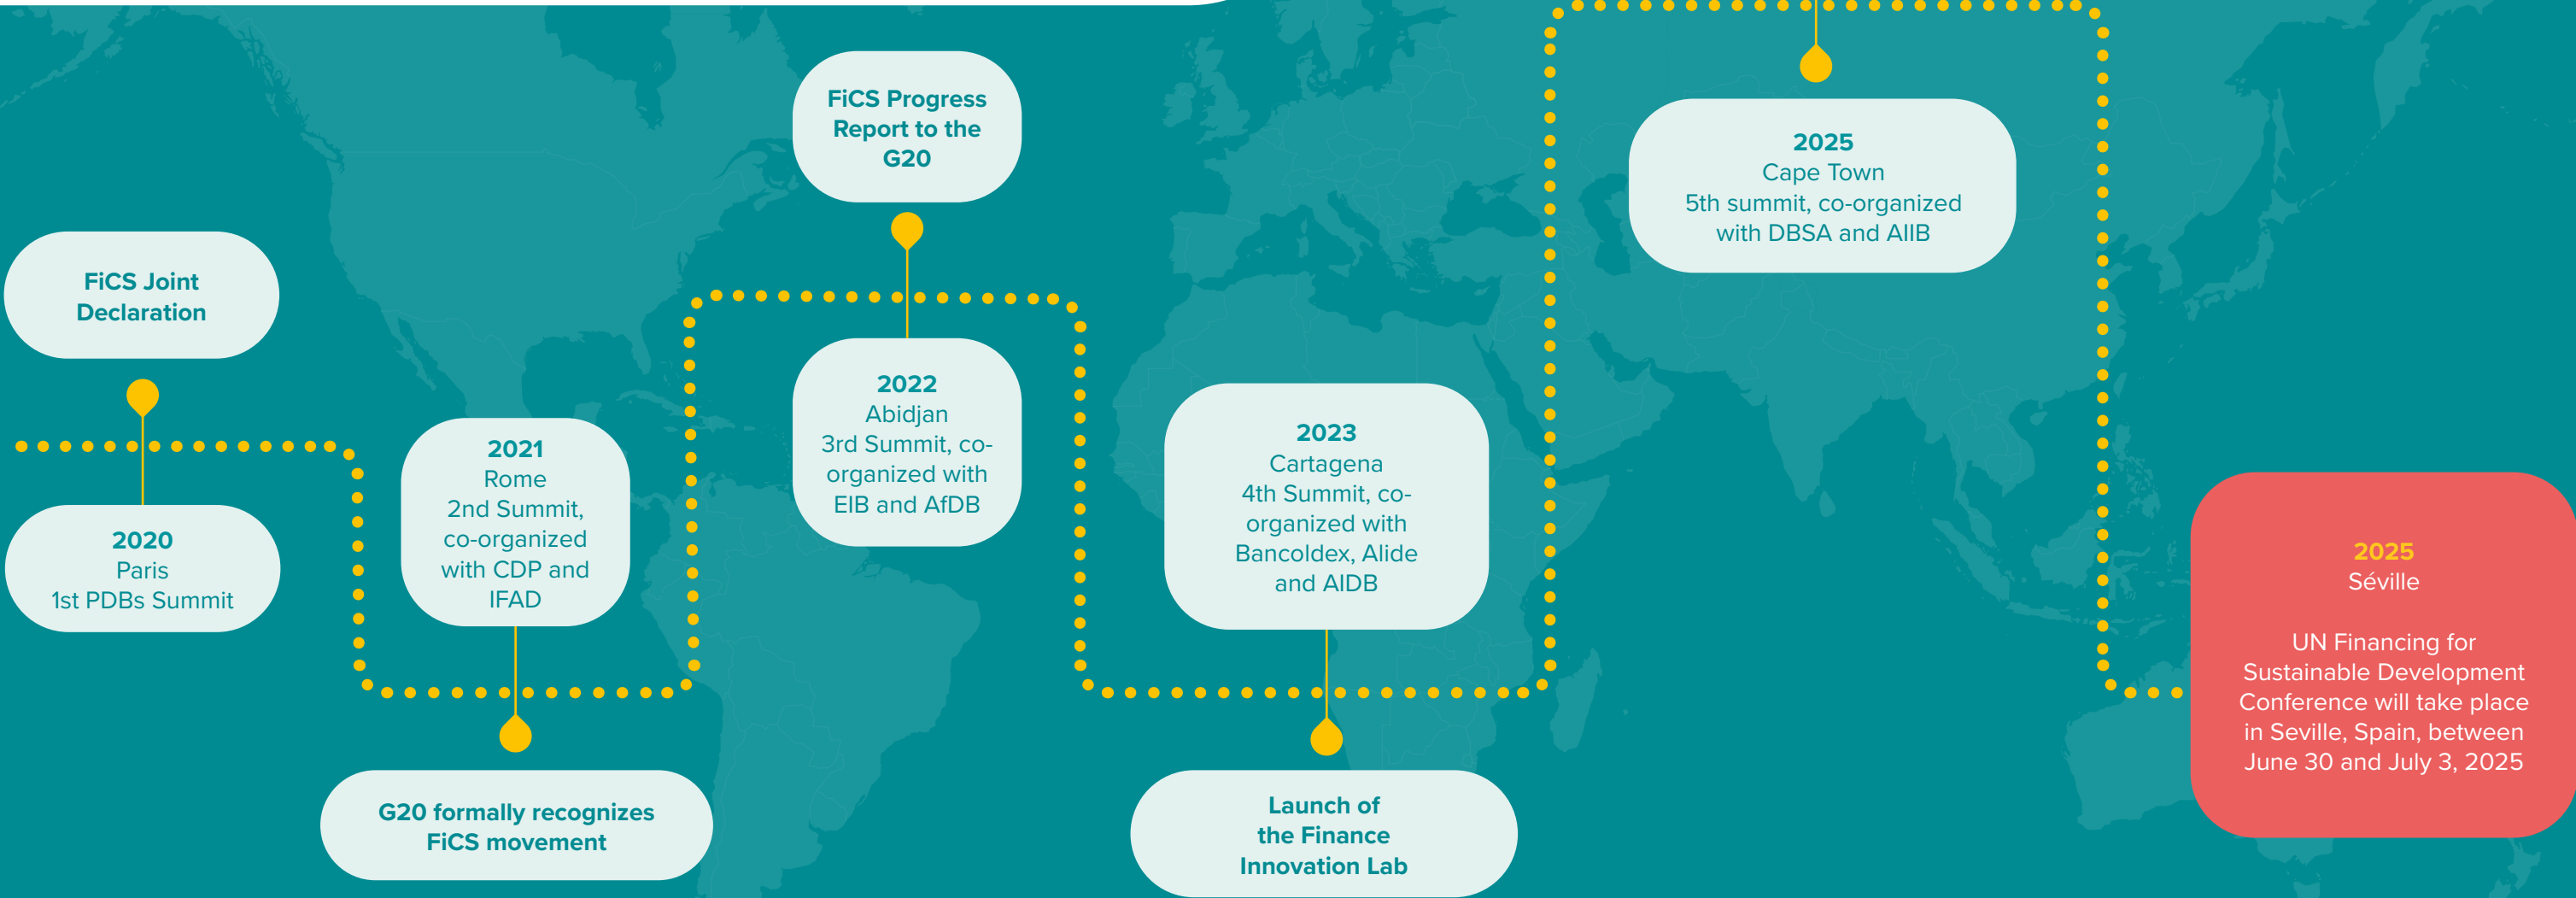 FiCS Joint
Declaration
2020
Paris
1st PDBs Summit
2021
Rome
2nd Summit,
co-organized
with CDP and
IFAD
G20 formally recognizes
FiCS movement
FiCS Progress
Report to the
G20
2022
Abidjan
3rd Summit, co-
organized with
EIB and AfDB
2023
Cartagena
4th Summit, co-
organized with
Bancoldex, Alide
and AIDB
Launch of
the Finance
Innovation Lab
2025
Cape Town
5th summit, co-organized
with DBSA and AIIB
2025
Séville
UN Financing for
Sustainable Development
Conference will take place
in Seville, Spain, between
June 30 and July 3, 2025